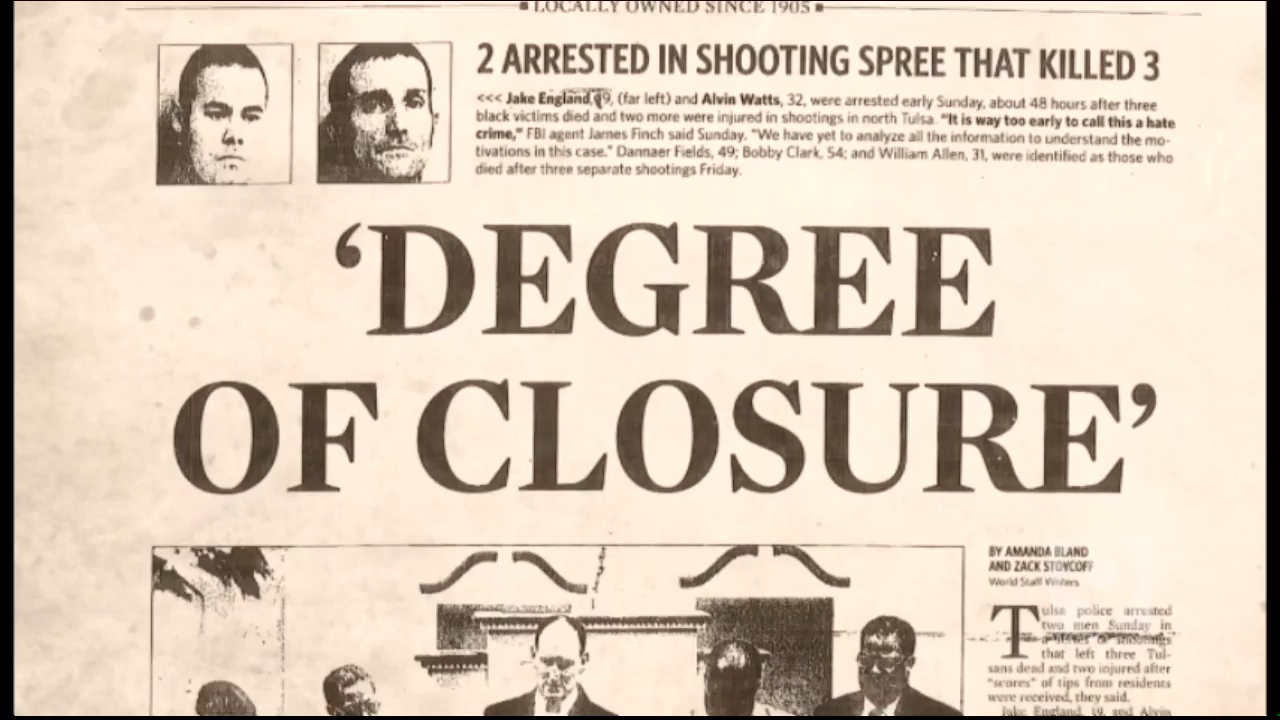 LOCALLY OWNED SINCE 1905
2 ARRESTED IN SHOOTING SPREE THAT KILLED 3
<<< Jake England, 19, (far left) and Alvin Watts, 32, were arrested early Sunday, about 48 hours after three
black victims died and two more were injured in shootings in north Tulsa. “It is way too early to call this a hate
crime,” FBI agent James Finch said Sunday. “We have yet to analyze all the information to understand the mo-
tivations in this case.” Dannaer Fields, 49; Bobby Clark, 54; and William Allen, 31, were identified as those who
died after three separate shootings Friday.
‘DEGREE
OF CLOSURE’
BY AMANDA BLAND
AND ZACK STOYCOFF
World Staff Writers
Tulsa police arrested
two men Sunday in
a series of shootings
that left three Tul-
sans dead and two injured after
“scores” of tips from residents
were received, they said.
Jake England, 19, and Alvin